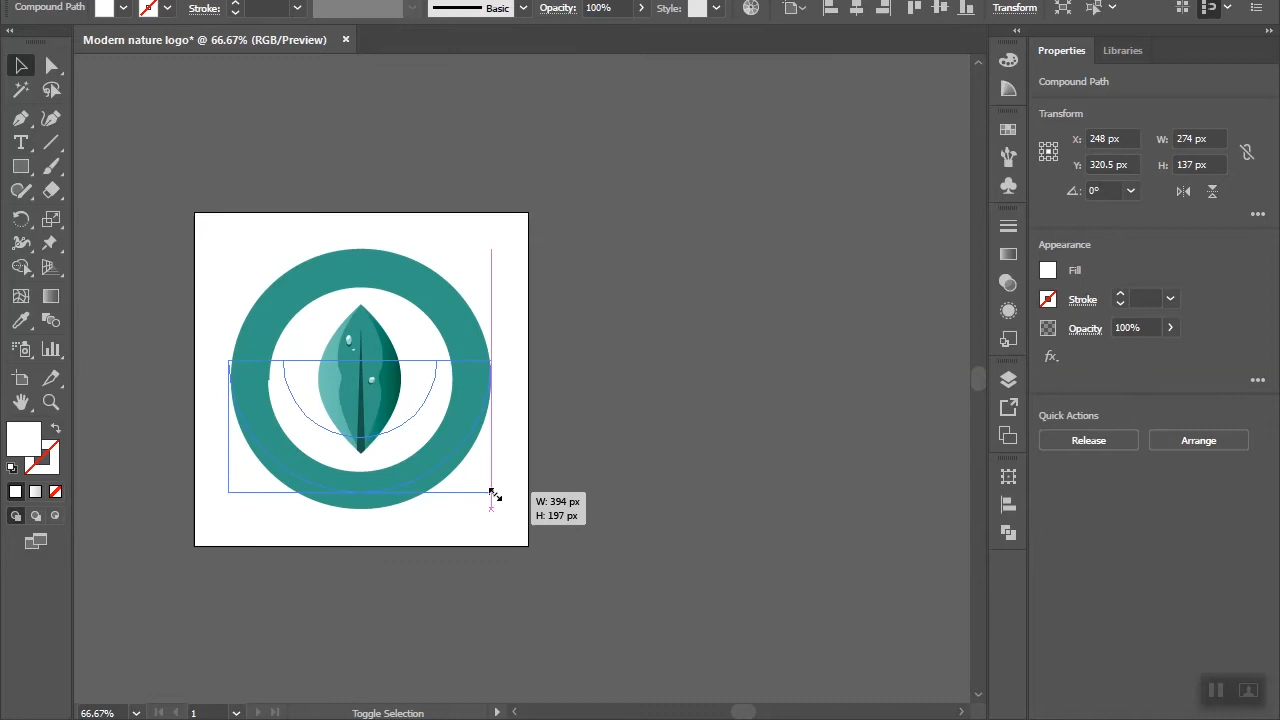 Compound Path
Stroke:
Basic
Opacity:
100%
Style:
Transform
Modern nature logo* @ 66.67% (RGB/Preview)
Properties
Libraries
Compound Path
Transform
X:
248 px
W:
274 px
Y:
320.5 px
H:
137 px
0°
Appearance
Fill
Stroke
Opacity
100%
fx.
Quick Actions
Release
Arrange
W: 394 px
H: 197 px
66.67%
1
Toggle Selection